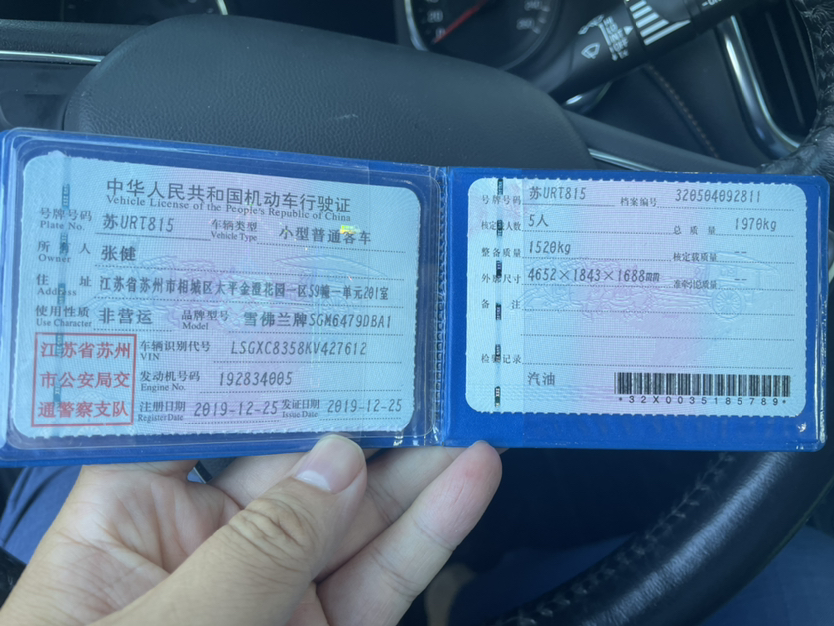 中华人民共和国机动车行驶证
Vehicle License of the People's Republic of China
号牌号码 苏URT815 车辆类型 小型普通客车
Plate No. Vehicle Type
所有人 张健
Owner
住址 江苏省苏州市相城区太平金澄花园一区59幢一单元201室
Address
使用性质 非营运 品牌型号 雪佛兰牌SGM6479DBA1
Use Character Model
江苏省苏州
市公安局交
通警察支队
车辆识别代号 LSGXC8358KV427612
VIN
发动机号码 192834005
Engine No.
注册日期 2019-12-25 发证日期 2019-12-25
Register Date Issue Date
号牌号码 苏URT815 档案编号 320504092811
核定载人数 5人 总质量 1970kg
整备质量 1520kg 核定载质量 --
外廓尺寸 4652×1843×1688mm 准牵引总质量 --
备注
检验记录
汽油
*32X0035185789*